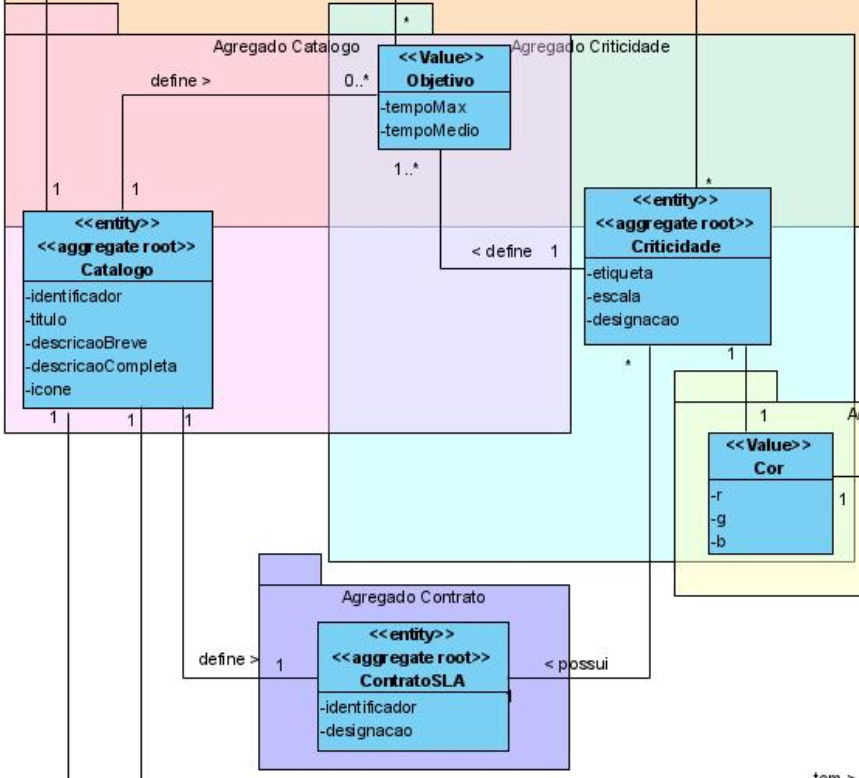 *
Agregado Catalogo
Agregado Criticidade
<<Value>>
Objetivo
-tempoMax
-tempoMedio
define >
0..*
1..*
1
1
*
<<entity>>
<<aggregate root>>
Catalogo
-identificador
-titulo
-descricaoBreve
-descricaoCompleta
-icone
<<entity>>
<<aggregate root>>
Criticidade
-etiqueta
-escala
-designacao
< define 1
*
1
1
1
1
1
<<Value>>
Cor
-r
-g
-b
1
Agregado Contrato
<<entity>>
<<aggregate root>>
ContratoSLA
-identificador
-designacao
define >
1
< possui
1